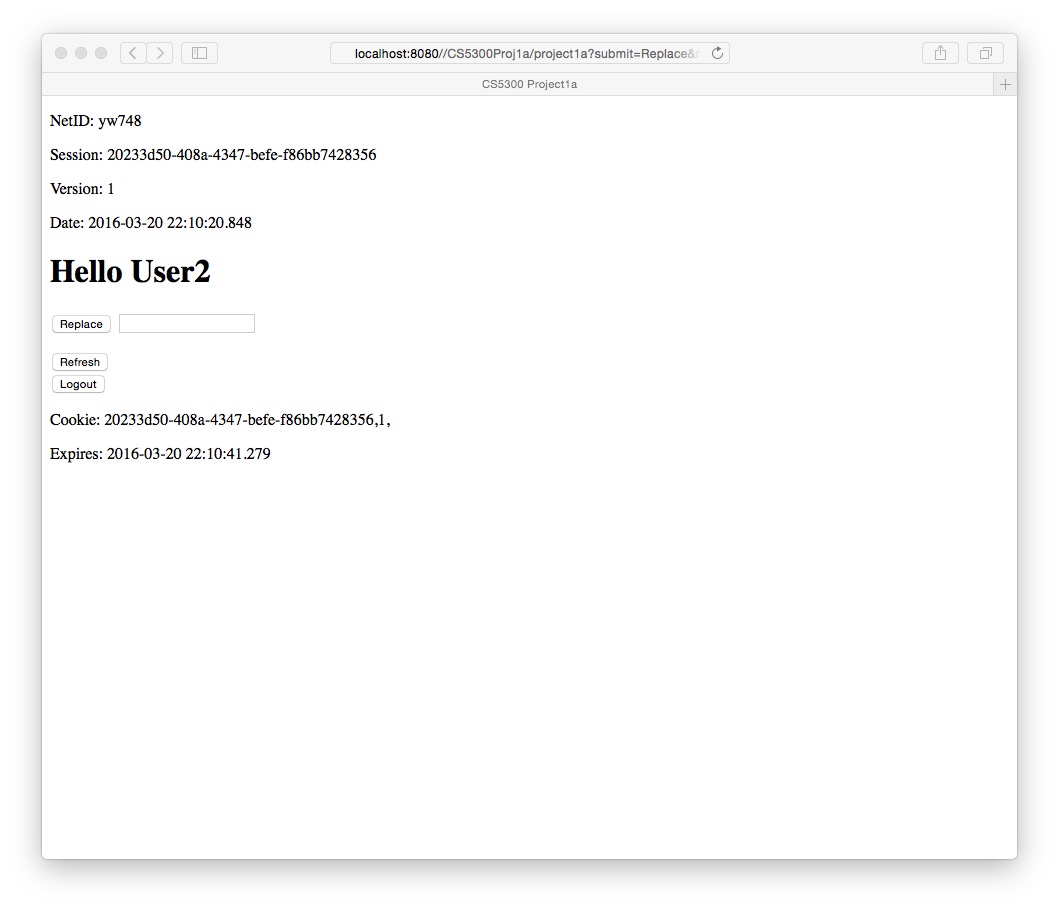 localhost:8080//CS5300Proj1a/project1a?submit=Replace&
CS5300 Project1a
NetID: yw748
Session: 20233d50-408a-4347-befe-f86bb7428356
Version: 1
Date: 2016-03-20 22:10:20.848
Hello User2
Replace
Refresh
Logout
Cookie: 20233d50-408a-4347-befe-f86bb7428356,1,
Expires: 2016-03-20 22:10:41.279